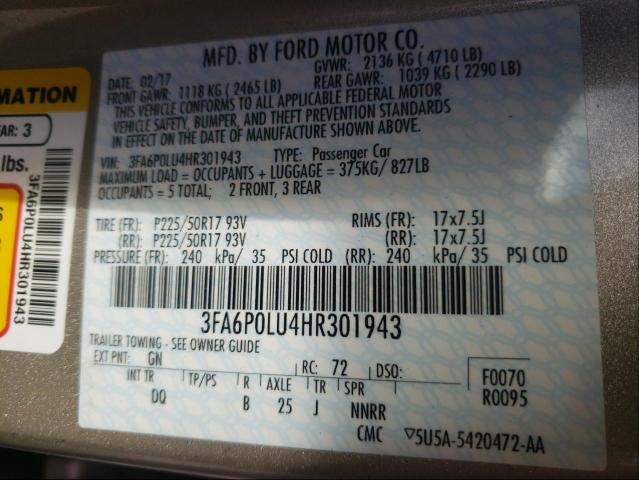 MFD. BY FORD MOTOR CO.
DATE: 02/17 GVWR: 2136 KG ( 4710 LB)
FRONT GAWR: 1118 KG ( 2465 LB) REAR GAWR: 1039 KG ( 2290 LB)
THIS VEHICLE CONFORMS TO ALL APPLICABLE FEDERAL MOTOR
VEHICLE SAFETY, BUMPER, AND THEFT PREVENTION STANDARDS
IN EFFECT ON THE DATE OF MANUFACTURE SHOWN ABOVE.
VIN: 3FA6P0LU4HR301943 TYPE: Passenger Car
MAXIMUM LOAD = OCCUPANTS + LUGGAGE = 375KG/ 827LB
OCCUPANTS = 5 TOTAL; 2 FRONT, 3 REAR
TIRE (FR): P225/50R17 93V RIMS (FR): 17x7.5J
(RR): P225/50R17 93V (RR): 17x7.5J
PRESSURE (FR): 240 kPa/ 35 PSI COLD (RR): 240 kPa/ 35 PSI COLD
3FA6P0LU4HR301943
TRAILER TOWING - SEE OWNER GUIDE
EXT PNT: GN RC: 72 DSO:
F0070
R0095
INT TR TP/PS R AXLE TR SPR
DQ B 25 J NNRR
CMC ▽5U5A-5420472-AA
MATION
AR: 3
lbs.
3FA6P0LU4HR301943